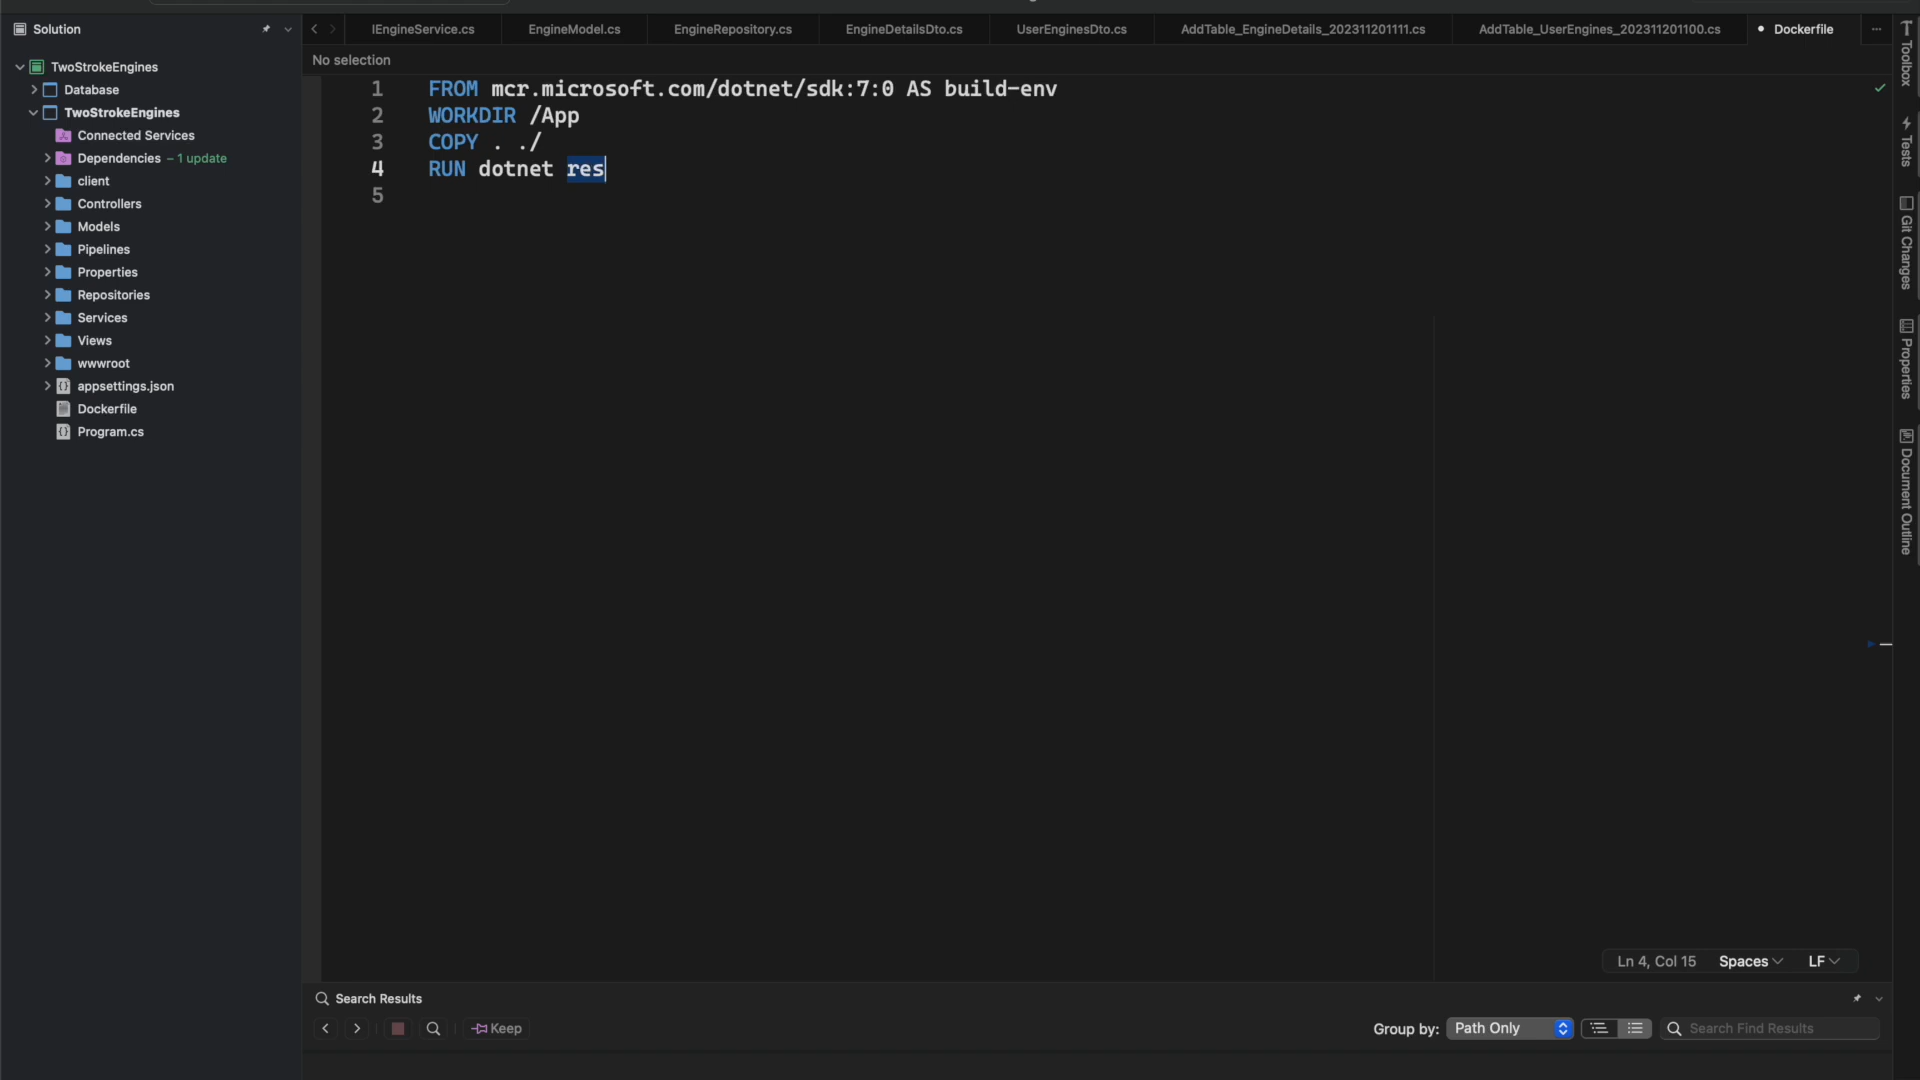 Solution
TwoStrokeEngines
Database
TwoStrokeEngines
Connected Services
Dependencies – 1 update
client
Controllers
Models
Pipelines
Properties
Repositories
Services
Views
wwwroot
appsettings.json
Dockerfile
Program.cs
IEngineService.cs
EngineModel.cs
EngineRepository.cs
EngineDetailsDto.cs
UserEnginesDto.cs
AddTable_EngineDetails_202311201111.cs
AddTable_UserEngines_202311201100.cs
Dockerfile
No selection
1 FROM mcr.microsoft.com/dotnet/sdk:7:0 AS build-env
2 WORKDIR /App
3 COPY . ./
4 RUN dotnet res
5
Ln 4, Col 15 Spaces LF
Search Results
Keep
Group by: Path Only
Search Find Results
Toolbox
Tests
Git Changes
Properties
Document Outline